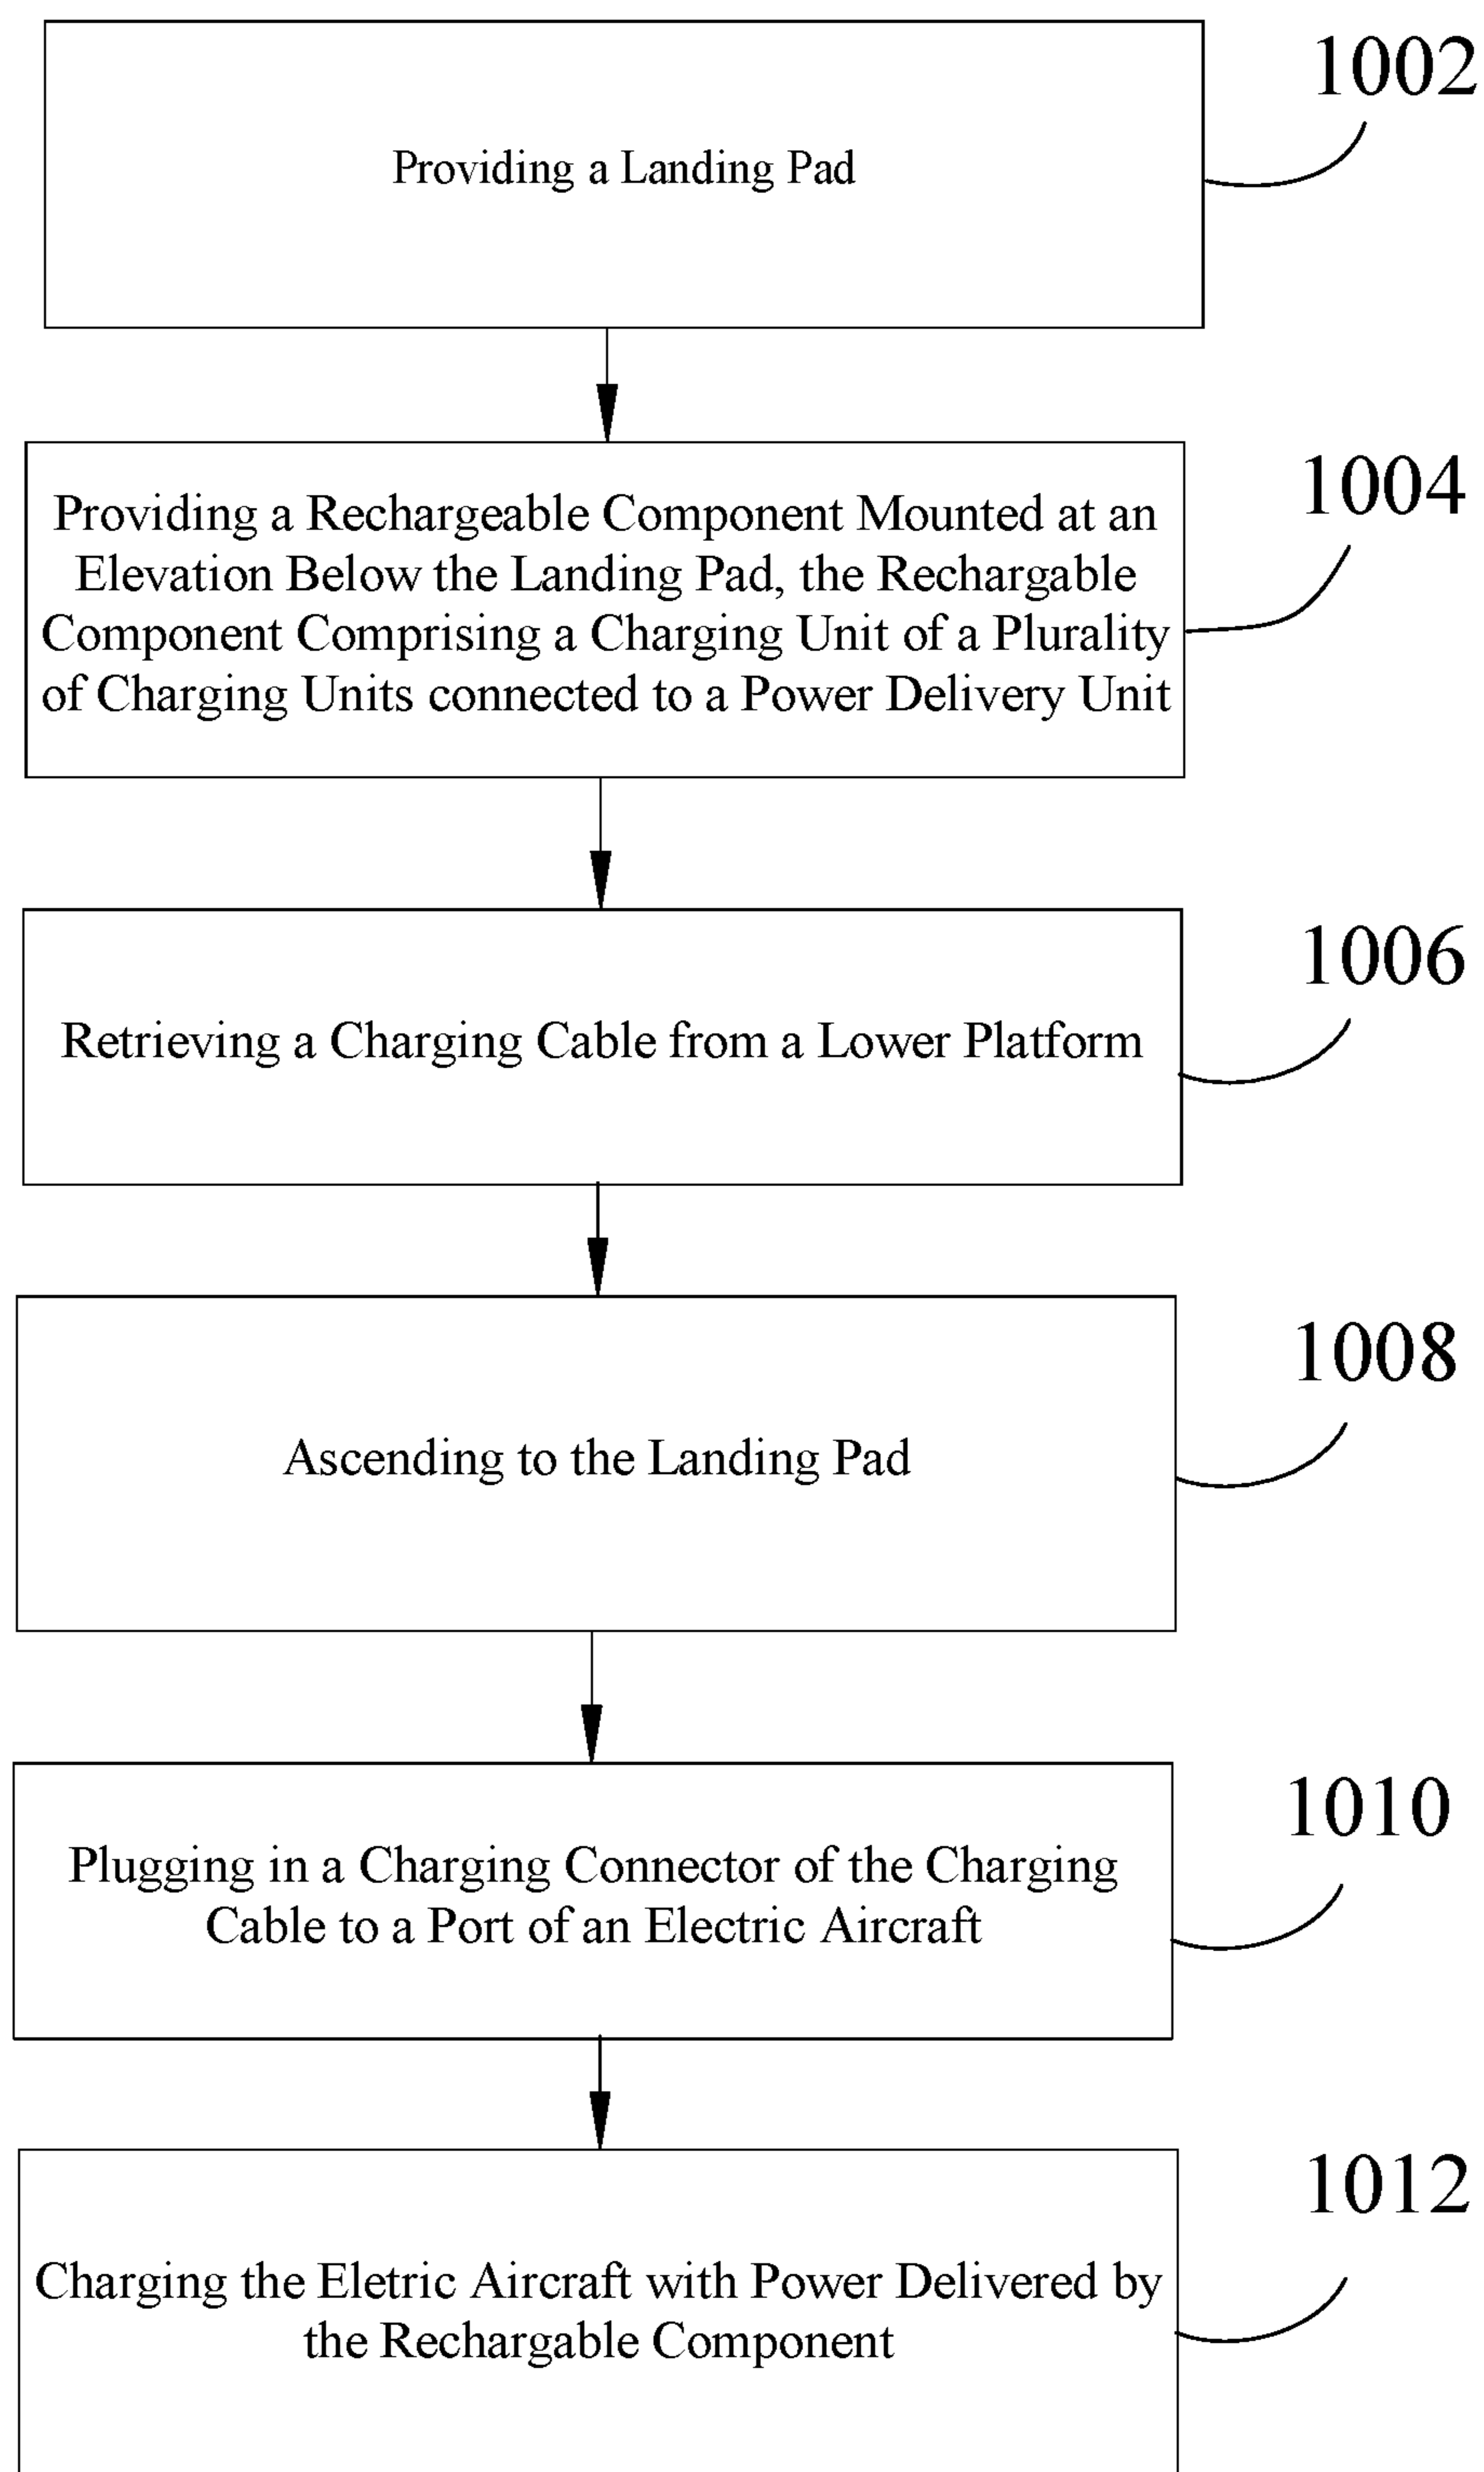 1002
Providing a Landing Pad
1004
Providing a Rechargeable Component Mounted at an
Elevation Below the Landing Pad, the Rechargable
Component Comprising a Charging Unit of a Plurality
of Charging Units connected to a Power Delivery Unit
1006
Retrieving a Charging Cable from a Lower Platform
1008
Ascending to the Landing Pad
1010
Plugging in a Charging Connector of the Charging
Cable to a Port of an Electric Aircraft
1012
Charging the Eletric Aircraft with Power Delivered by
the Rechargable Component